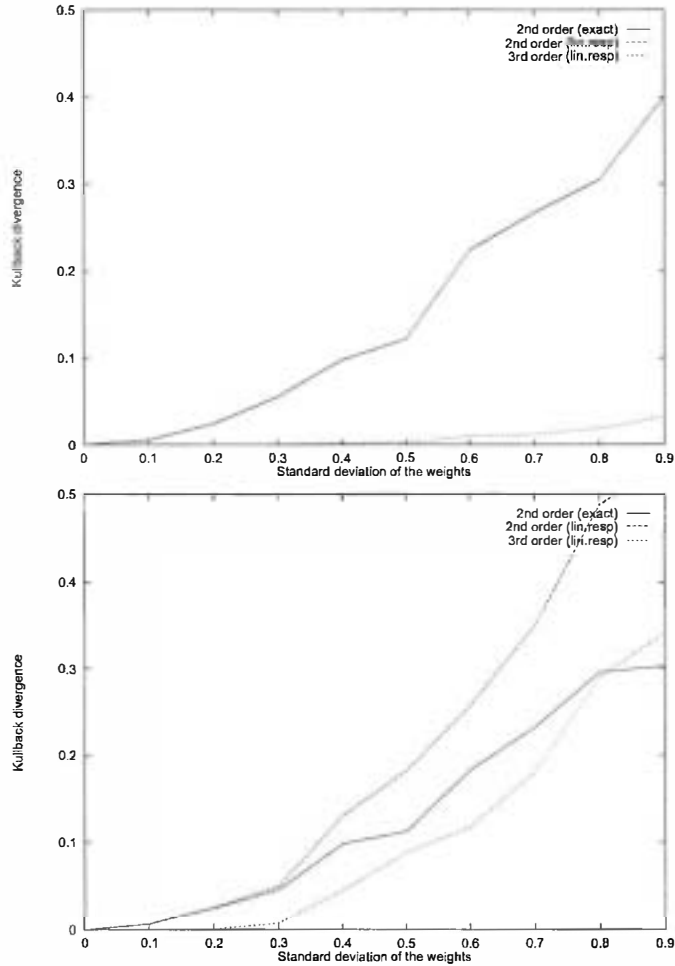 0.5
2nd order (exact)
2nd order (lin.resp)
3rd order (lin.resp)
0.4
0.3
Kullback divergence
0.2
0.1
0
0 0.1 0.2 0.3 0.4 0.5 0.6 0.7 0.8 0.9
Standard deviation of the weights
0.5
2nd order (exact)
2nd order (lin.resp)
3rd order (lin.resp)
0.4
0.3
Kullback divergence
0.2
0.1
0
0 0.1 0.2 0.3 0.4 0.5 0.6 0.7 0.8 0.9
Standard deviation of the weights